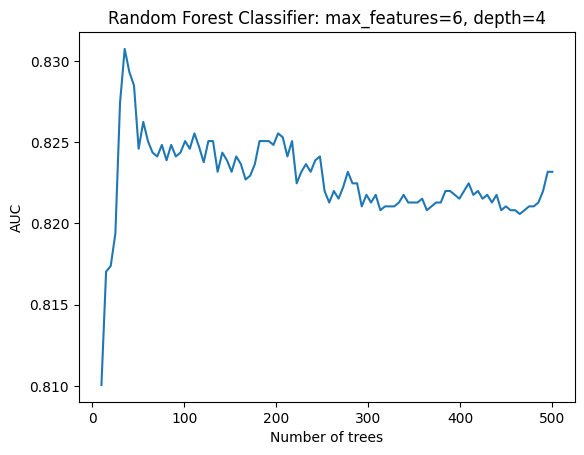 Random Forest Classifier: max_features=6, depth=4
0.830
0.825
0.820
0.815
0.810
AUC
0 100 200 300 400 500
Number of trees